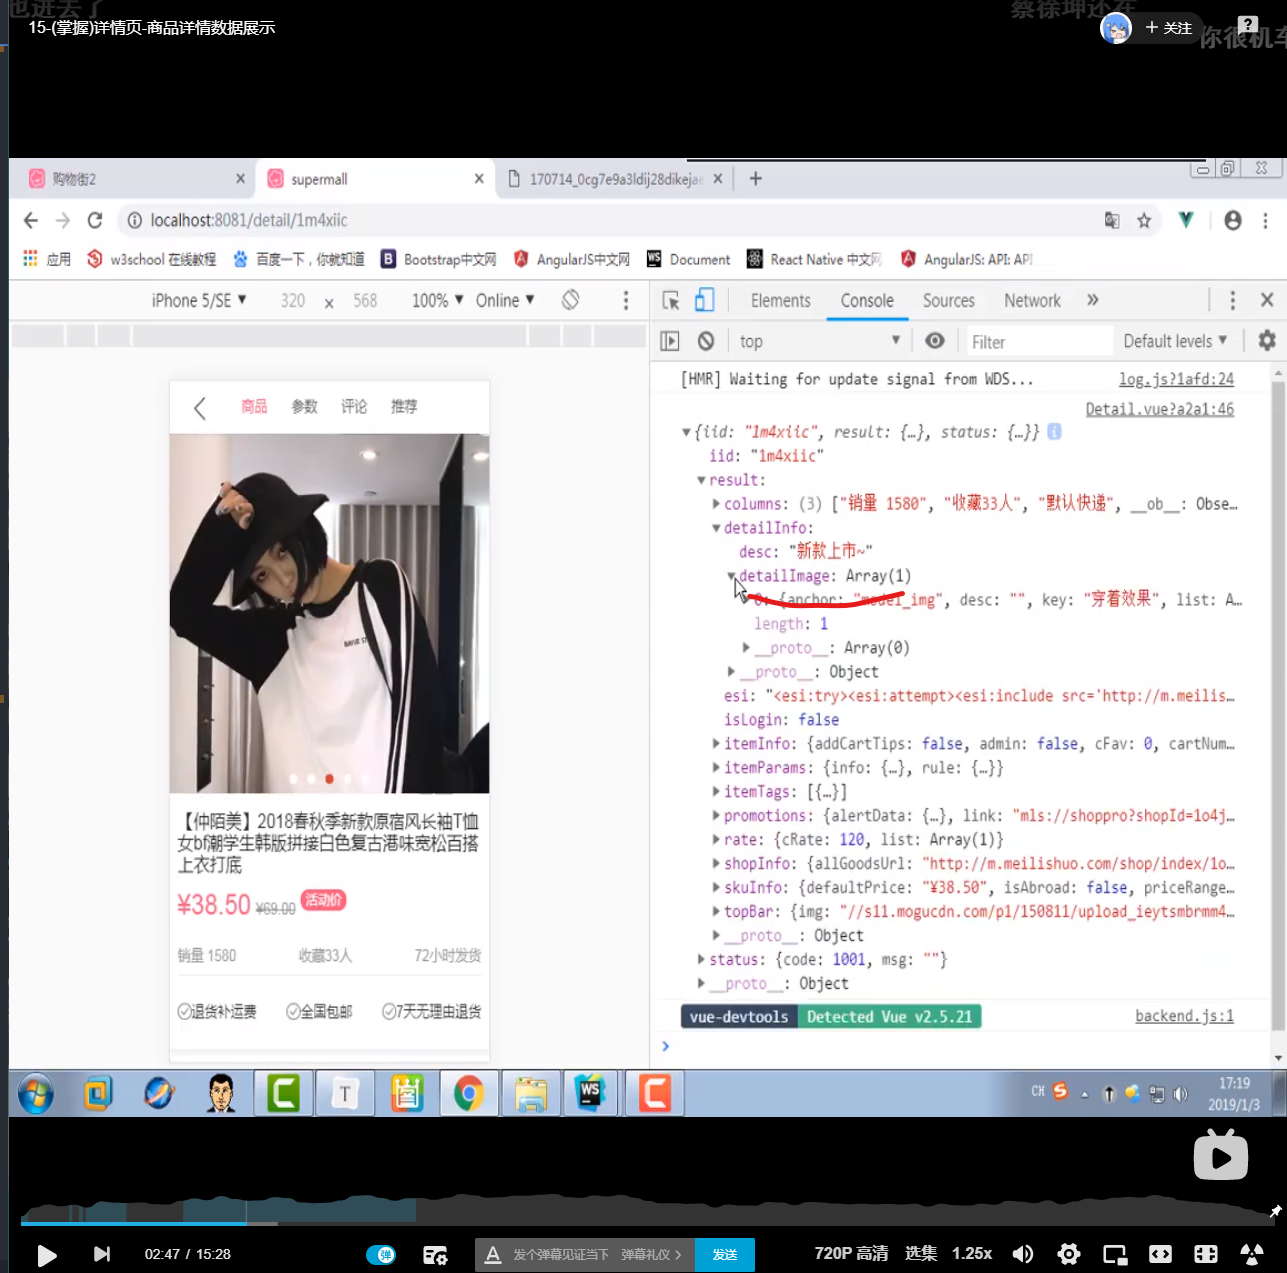 也进去了
蔡徐坤还在
15-(掌握)详情页-商品详情数据展示
+ 关注
你很机车
购物街2
supermall
170714_0cg7e9a3ldij28dikejae
localhost:8081/detail/1m4xiic
应用
w3school 在线教程
百度一下，你就知道
Bootstrap中文网
AngularJS中文网
Document
React Native 中文网
AngularJS: API: API
iPhone 5/SE ▼ 320 x 568 100% ▼ Online ▼
Elements Console Sources Network »
top ▼ Filter Default levels ▼
[HMR] Waiting for update signal from WDS... log.js?1afd:24
Detail.vue?a2a1:46
▼{iid: "1m4xiic", result: {…}, status: {…}} i
iid: "1m4xiic"
▼result:
▶columns: (3) ["销量 1580", "收藏33人", "默认快递", __ob__: Obse…
▼detailInfo:
desc: "新款上市~"
▼detailImage: Array(1)
0: {anchor: "model_img", desc: "", key: "穿着效果", list: A…
length: 1
▶__proto__: Array(0)
▶__proto__: Object
esi: "<esi:try><esi:attempt><esi:include src='http://m.meilis…
isLogin: false
▶itemInfo: {addCartTips: false, admin: false, cFav: 0, cartNum…
▶itemParams: {info: {…}, rule: {…}}
▶itemTags: [{…}]
▶promotions: {alertData: {…}, link: "mls://shoppro?shopId=1o4j…
▶rate: {cRate: 120, list: Array(1)}
▶shopInfo: {allGoodsUrl: "http://m.meilishuo.com/shop/index/1o…
▶skuInfo: {defaultPrice: "¥38.50", isAbroad: false, priceRange…
▶topBar: {img: "//s11.mogucdn.com/p1/150811/upload_ieytsmbrmm4…
▶__proto__: Object
▶status: {code: 1001, msg: ""}
▶__proto__: Object
vue-devtools Detected Vue v2.5.21 backend.js:1
商品 参数 评论 推荐
【仲陌美】2018春秋季新款原宿风长袖T恤
女bf潮学生韩版拼接白色复古港味宽松百搭
上衣打底
¥38.50 ¥69.00 活动价
销量 1580 收藏33人 72小时发货
退货补运费 全国包邮 7天无理由退货
T
WS
CH
17:19
2019/1/3
02:47 / 15:28
弹
发个弹幕见证当下
弹幕礼仪 >
发送
720P 高清
选集
1.25x